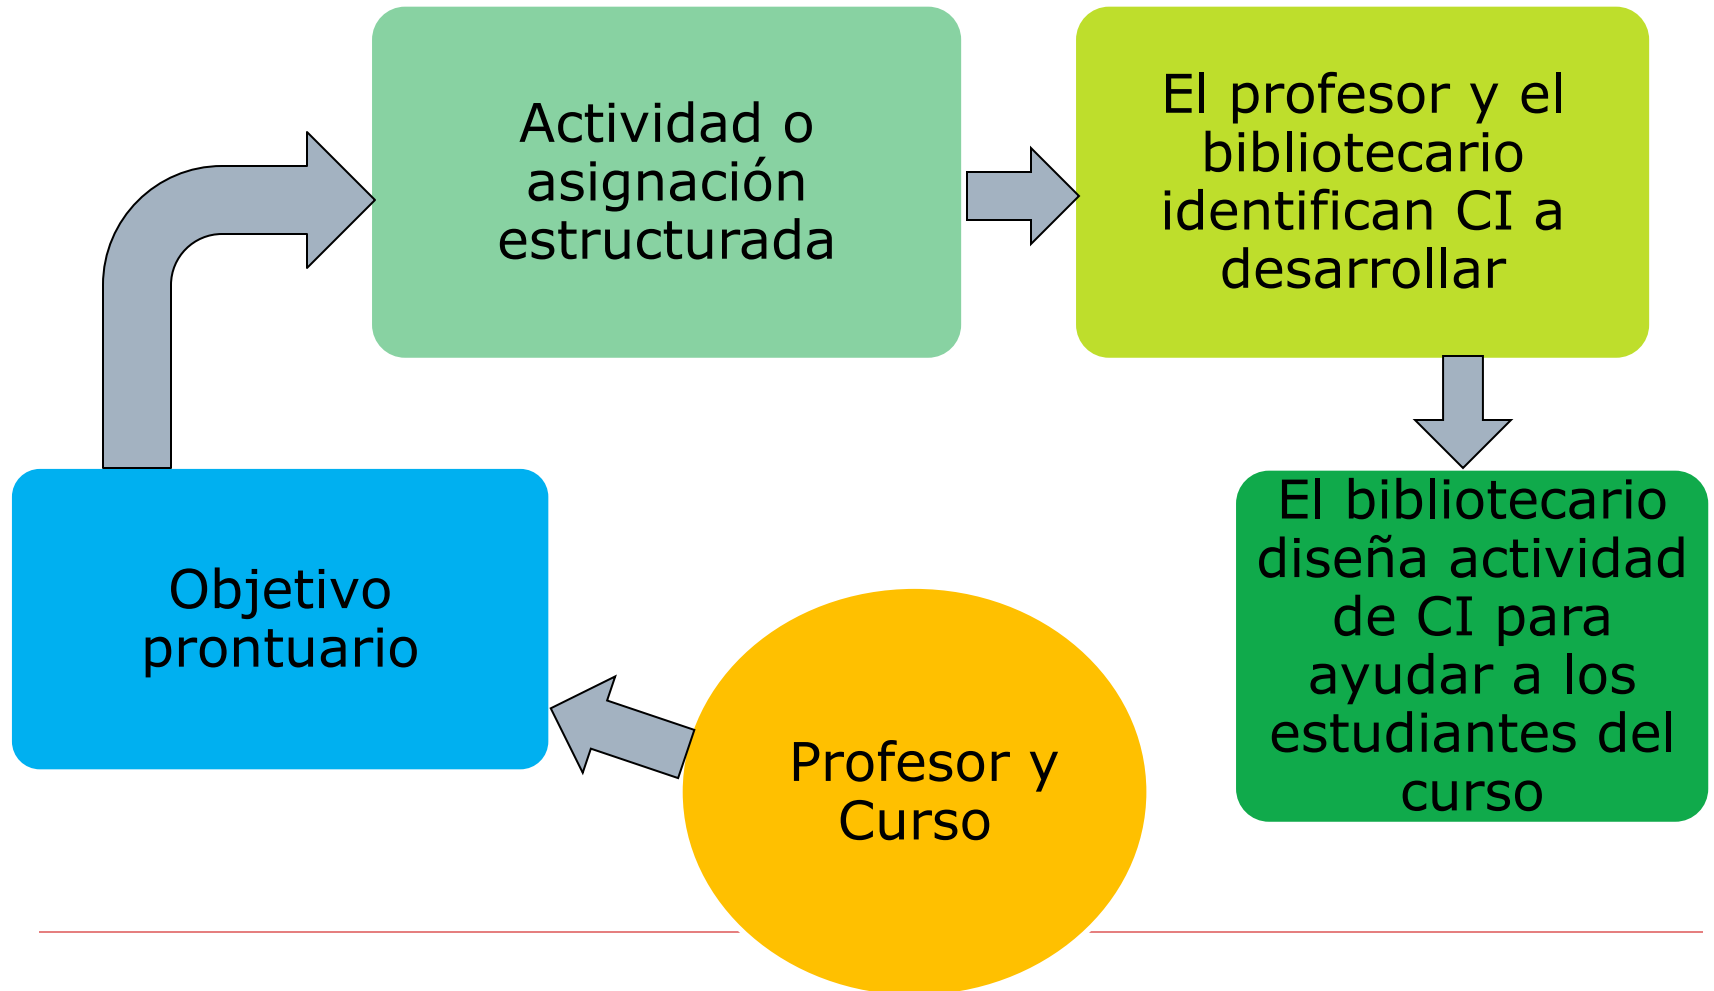 Actividad o
asignación
estructurada
El profesor y el
bibliotecario
identifican CI a
desarrollar
Objetivo
prontuario
Profesor y
Curso
El bibliotecario
diseña actividad
de CI para
ayudar a los
estudiantes del
curso